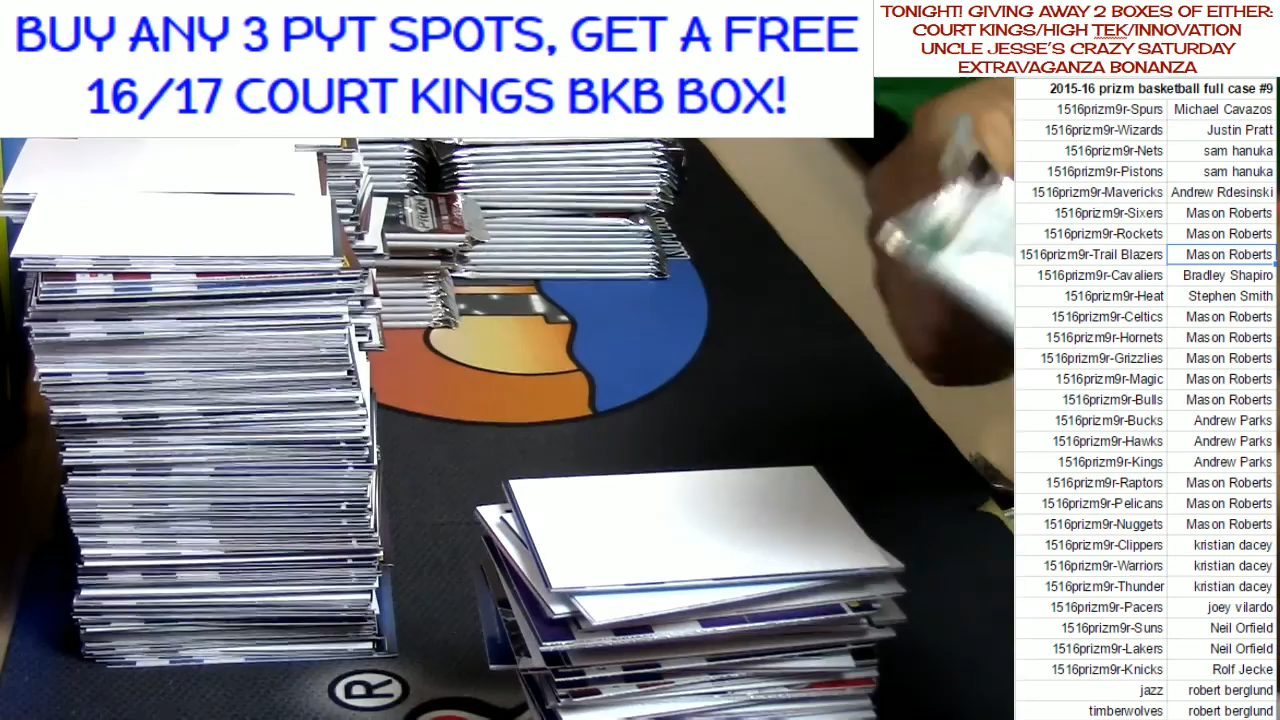 BUY ANY 3 PYT SPOTS, GET A FREE
16/17 COURT KINGS BKB BOX!
TONIGHT! GIVING AWAY 2 BOXES OF EITHER:
COURT KINGS/HIGH TEK/INNOVATION
UNCLE JESSE'S CRAZY SATURDAY
EXTRAVAGANZA BONANZA
2015-16 prizm basketball full case #9
1516prizm9r-Spurs Michael Cavazos
1516prizm9r-Wizards Justin Pratt
1516prizm9r-Nets sam hanuka
1516prizm9r-Pistons sam hanuka
1516prizm9r-Mavericks Andrew Rdesinski
1516prizm9r-Sixers Mason Roberts
1516prizm9r-Rockets Mason Roberts
1516prizm9r-Trail Blazers Mason Roberts
1516prizm9r-Cavaliers Bradley Shapiro
1516prizm9r-Heat Stephen Smith
1516prizm9r-Celtics Mason Roberts
1516prizm9r-Hornets Mason Roberts
1516prizm9r-Grizzlies Mason Roberts
1516prizm9r-Magic Mason Roberts
1516prizm9r-Bulls Mason Roberts
1516prizm9r-Bucks Andrew Parks
1516prizm9r-Hawks Andrew Parks
1516prizm9r-Kings Andrew Parks
1516prizm9r-Raptors Mason Roberts
1516prizm9r-Pelicans Mason Roberts
1516prizm9r-Nuggets Mason Roberts
1516prizm9r-Clippers kristian dacey
1516prizm9r-Warriors kristian dacey
1516prizm9r-Thunder kristian dacey
1516prizm9r-Pacers joey vilardo
1516prizm9r-Suns Neil Orfield
1516prizm9r-Lakers Neil Orfield
1516prizm9r-Knicks Rolf Jecke
jazz robert berglund
timberwolves robert berglund
PRIZM
®